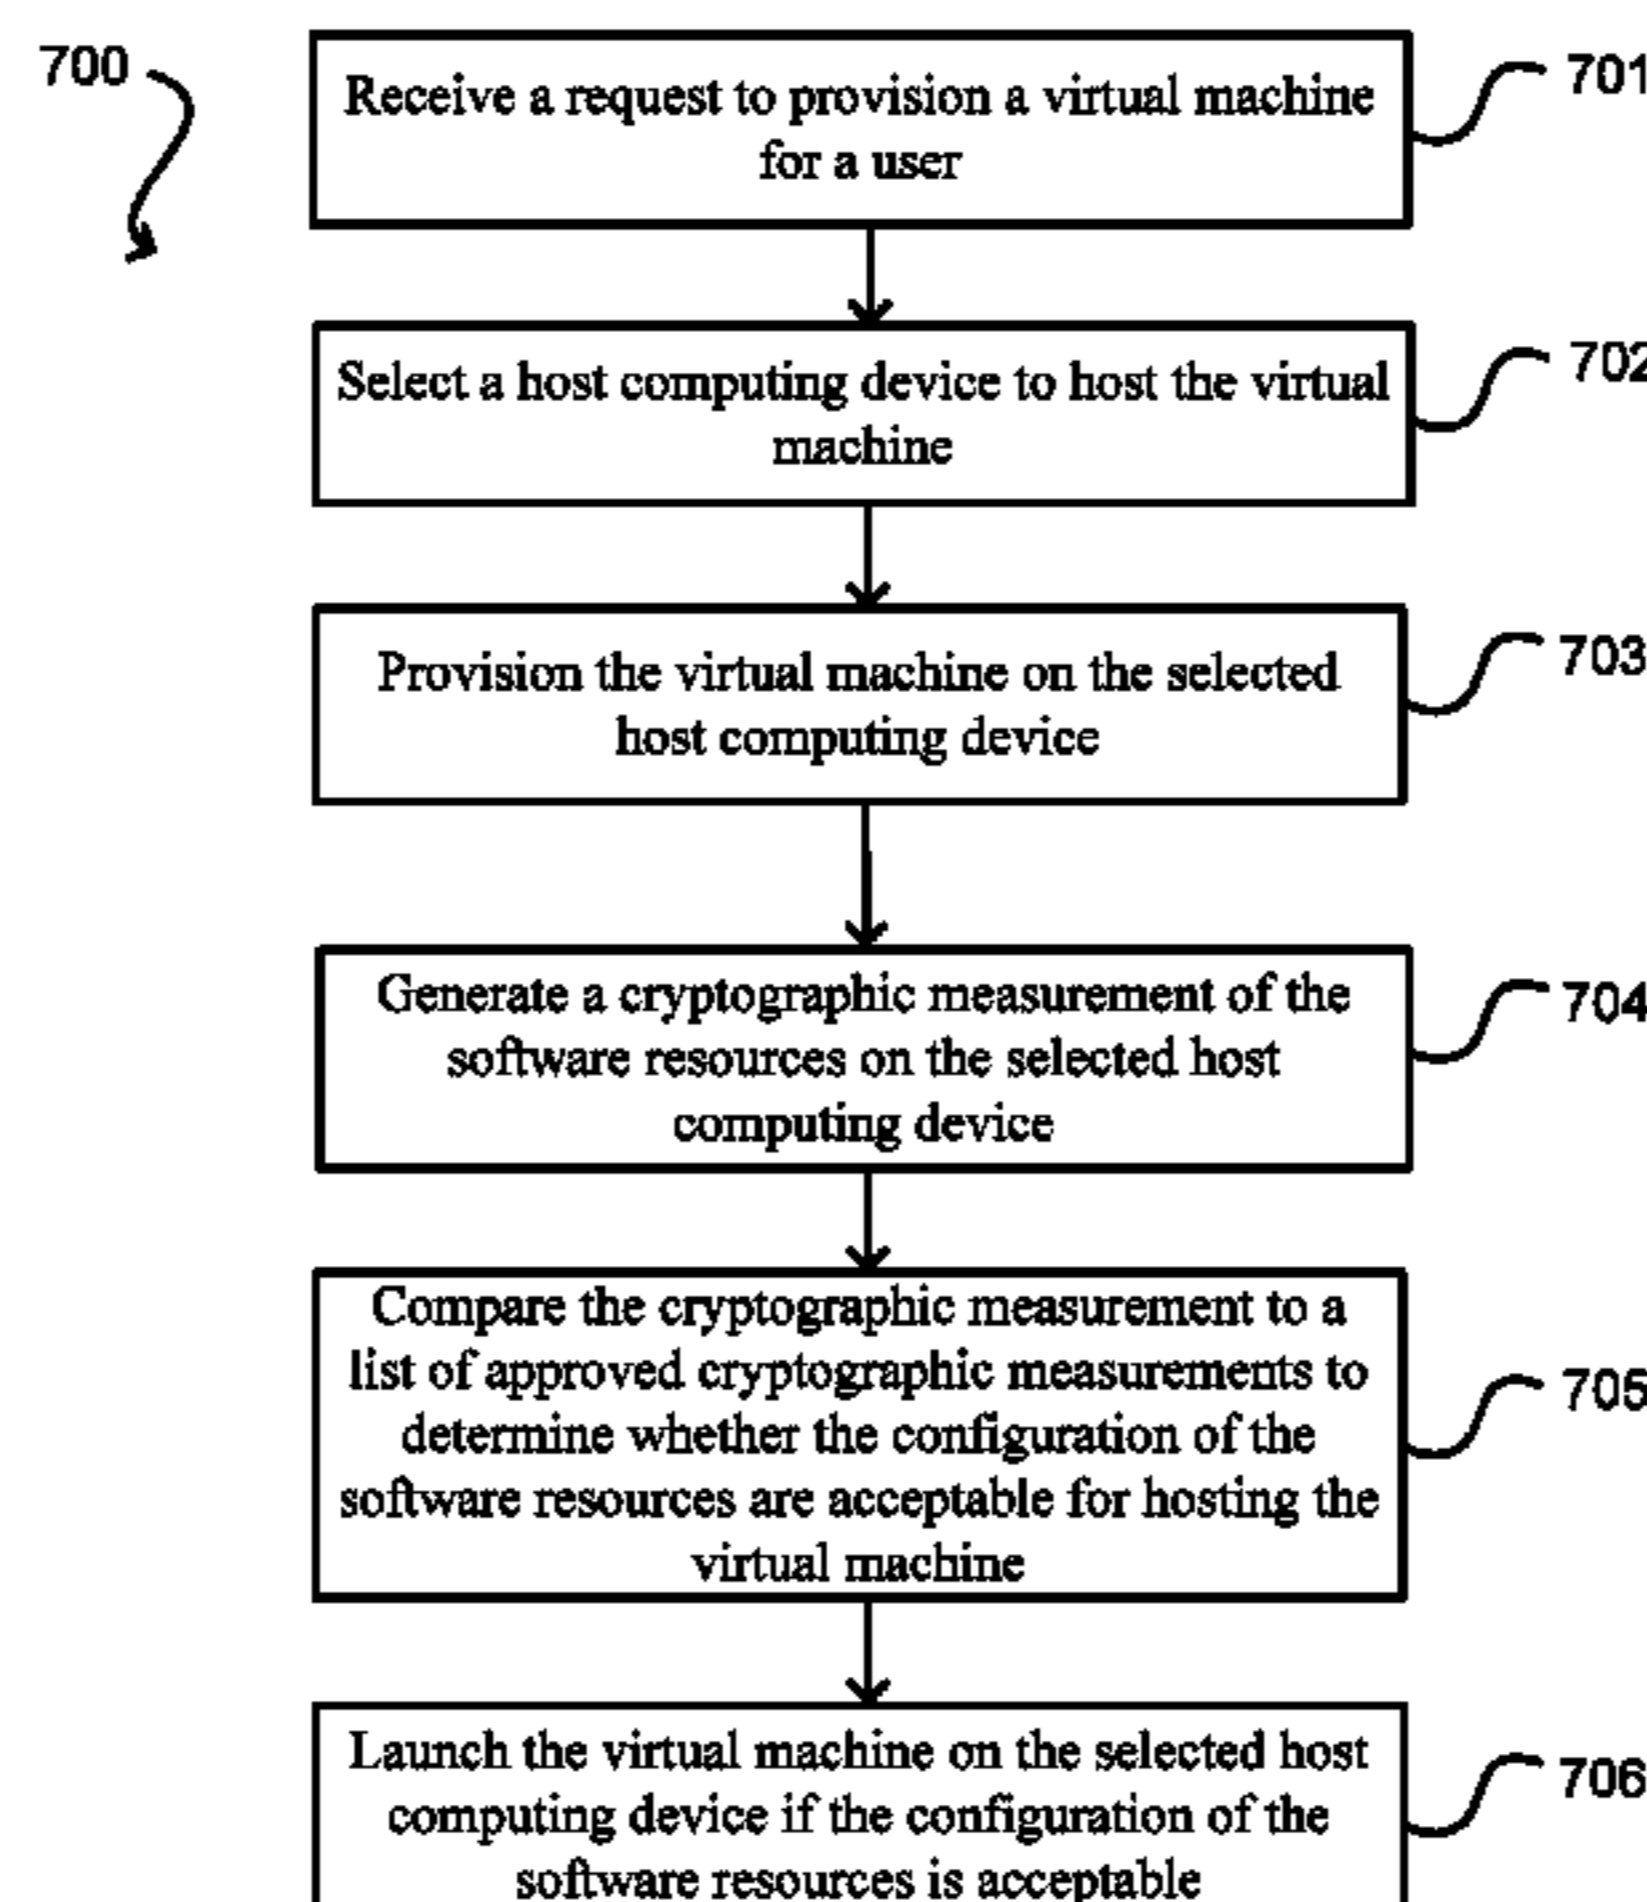 700
Receive a request to provision a virtual machine
for a user
701
Select a host computing device to host the virtual
machine
702
Provision the virtual machine on the selected
host computing device
703
Generate a cryptographic measurement of the
software resources on the selected host
computing device
704
Compare the cryptographic measurement to a
list of approved cryptographic measurements to
determine whether the configuration of the
software resources are acceptable for hosting the
virtual machine
705
Launch the virtual machine on the selected host
computing device if the configuration of the
software resources is acceptable
706